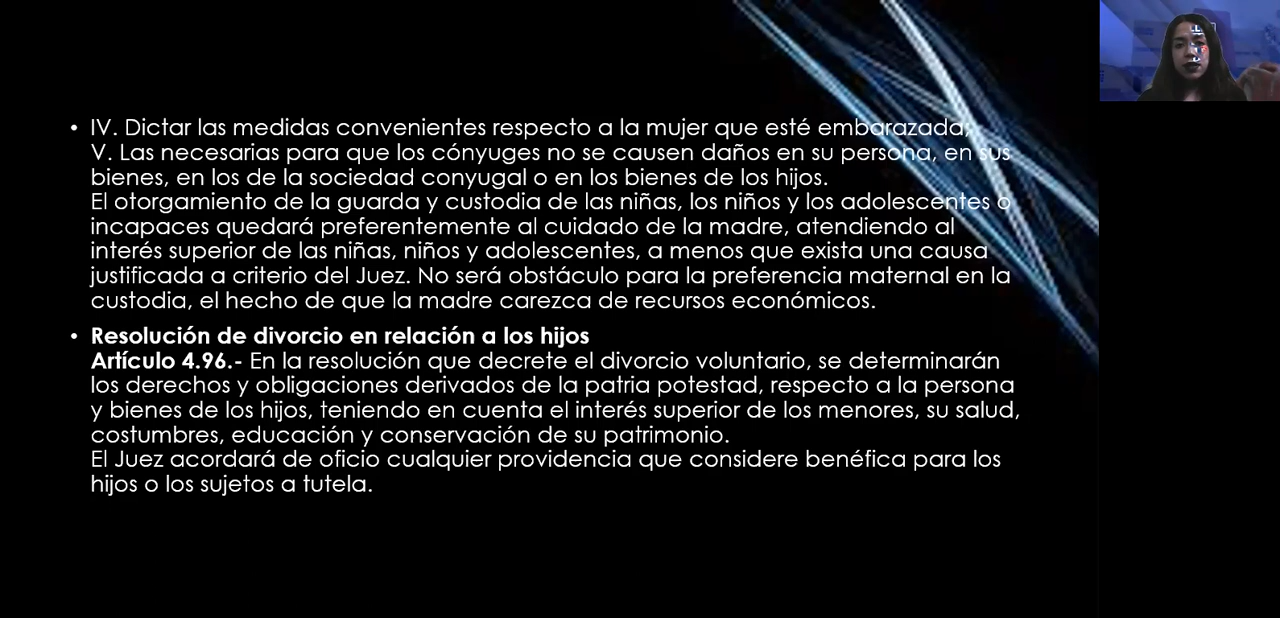 • IV. Dictar las medidas convenientes respecto a la mujer que esté embarazada;
V. Las necesarias para que los cónyuges no se causen daños en su persona, en sus
bienes, en los de la sociedad conyugal o en los bienes de los hijos.
El otorgamiento de la guarda y custodia de las niñas, los niños y los adolescentes o
incapaces quedará preferentemente al cuidado de la madre, atendiendo al
interés superior de las niñas, niños y adolescentes, a menos que exista una causa
justificada a criterio del Juez. No será obstáculo para la preferencia maternal en la
custodia, el hecho de que la madre carezca de recursos económicos.
• Resolución de divorcio en relación a los hijos
Artículo 4.96.- En la resolución que decrete el divorcio voluntario, se determinarán
los derechos y obligaciones derivados de la patria potestad, respecto a la persona
y bienes de los hijos, teniendo en cuenta el interés superior de los menores, su salud,
costumbres, educación y conservación de su patrimonio.
El Juez acordará de oficio cualquier providencia que considere benéfica para los
hijos o los sujetos a tutela.